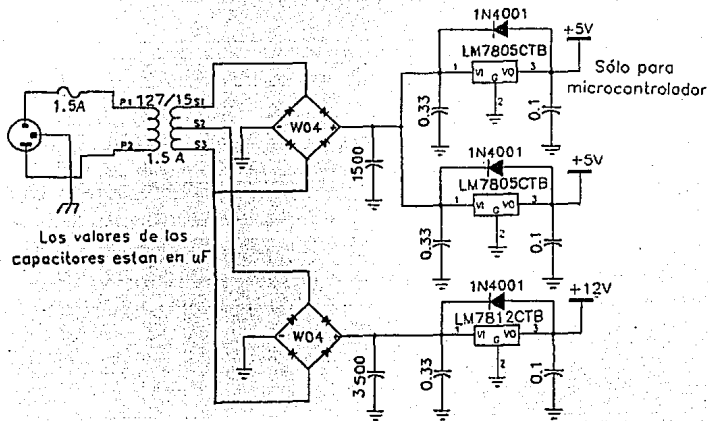 1N4001
+5V
LM7805CTB
1 VI VO 3
G
2
Sólo para
microcontrolador
0.33
0.1
1.5A
P1 127/15 S1
S2
P2 S3
1.5 A
W04
1500
1N4001
+5V
LM7805CTB
1 VI VO 3
G
2
0.33
0.1
Los valores de los
capacitores estan en uF
1N4001
+12V
LM7812CTB
1 VI VO 3
G
2
W04
3500
0.33
0.1